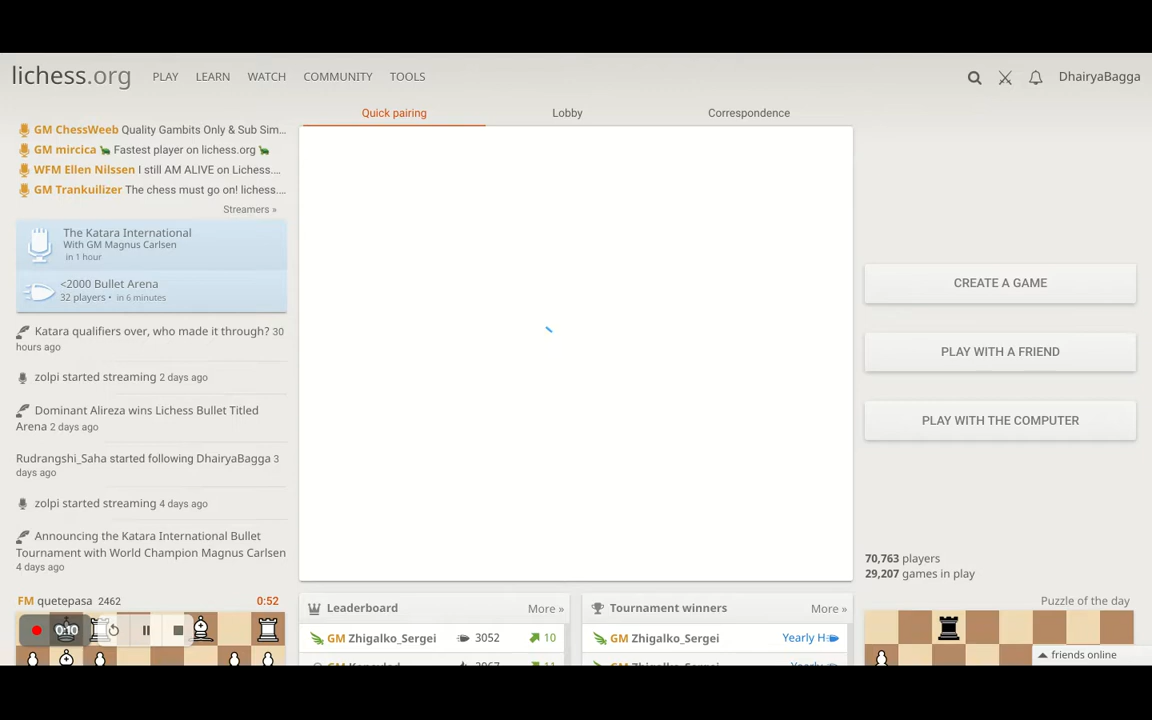 lichess.org
PLAY
LEARN
WATCH
COMMUNITY
TOOLS
DhairyaBagga
Quick pairing
Lobby
Correspondence
GM ChessWeeb Quality Gambits Only & Sub Sim...
GM mircica Fastest player on lichess.org
WFM Ellen Nilssen I still AM ALIVE on Lichess....
GM Trankuilizer The chess must go on! lichess....
Streamers »
The Katara International
With GM Magnus Carlsen
in 1 hour
<2000 Bullet Arena
32 players • in 6 minutes
Katara qualifiers over, who made it through? 30
hours ago
zolpi started streaming 2 days ago
Dominant Alireza wins Lichess Bullet Titled
Arena 2 days ago
Rudrangshi_Saha started following DhairyaBagga 3
days ago
zolpi started streaming 4 days ago
Announcing the Katara International Bullet
Tournament with World Champion Magnus Carlsen
4 days ago
FM quetepasa 2462
0:52
0:10
CREATE A GAME
PLAY WITH A FRIEND
PLAY WITH THE COMPUTER
70,763 players
29,207 games in play
Leaderboard
More »
GM Zhigalko_Sergei
3052
10
Tournament winners
More »
GM Zhigalko_Sergei
Yearly H
Puzzle of the day
friends online